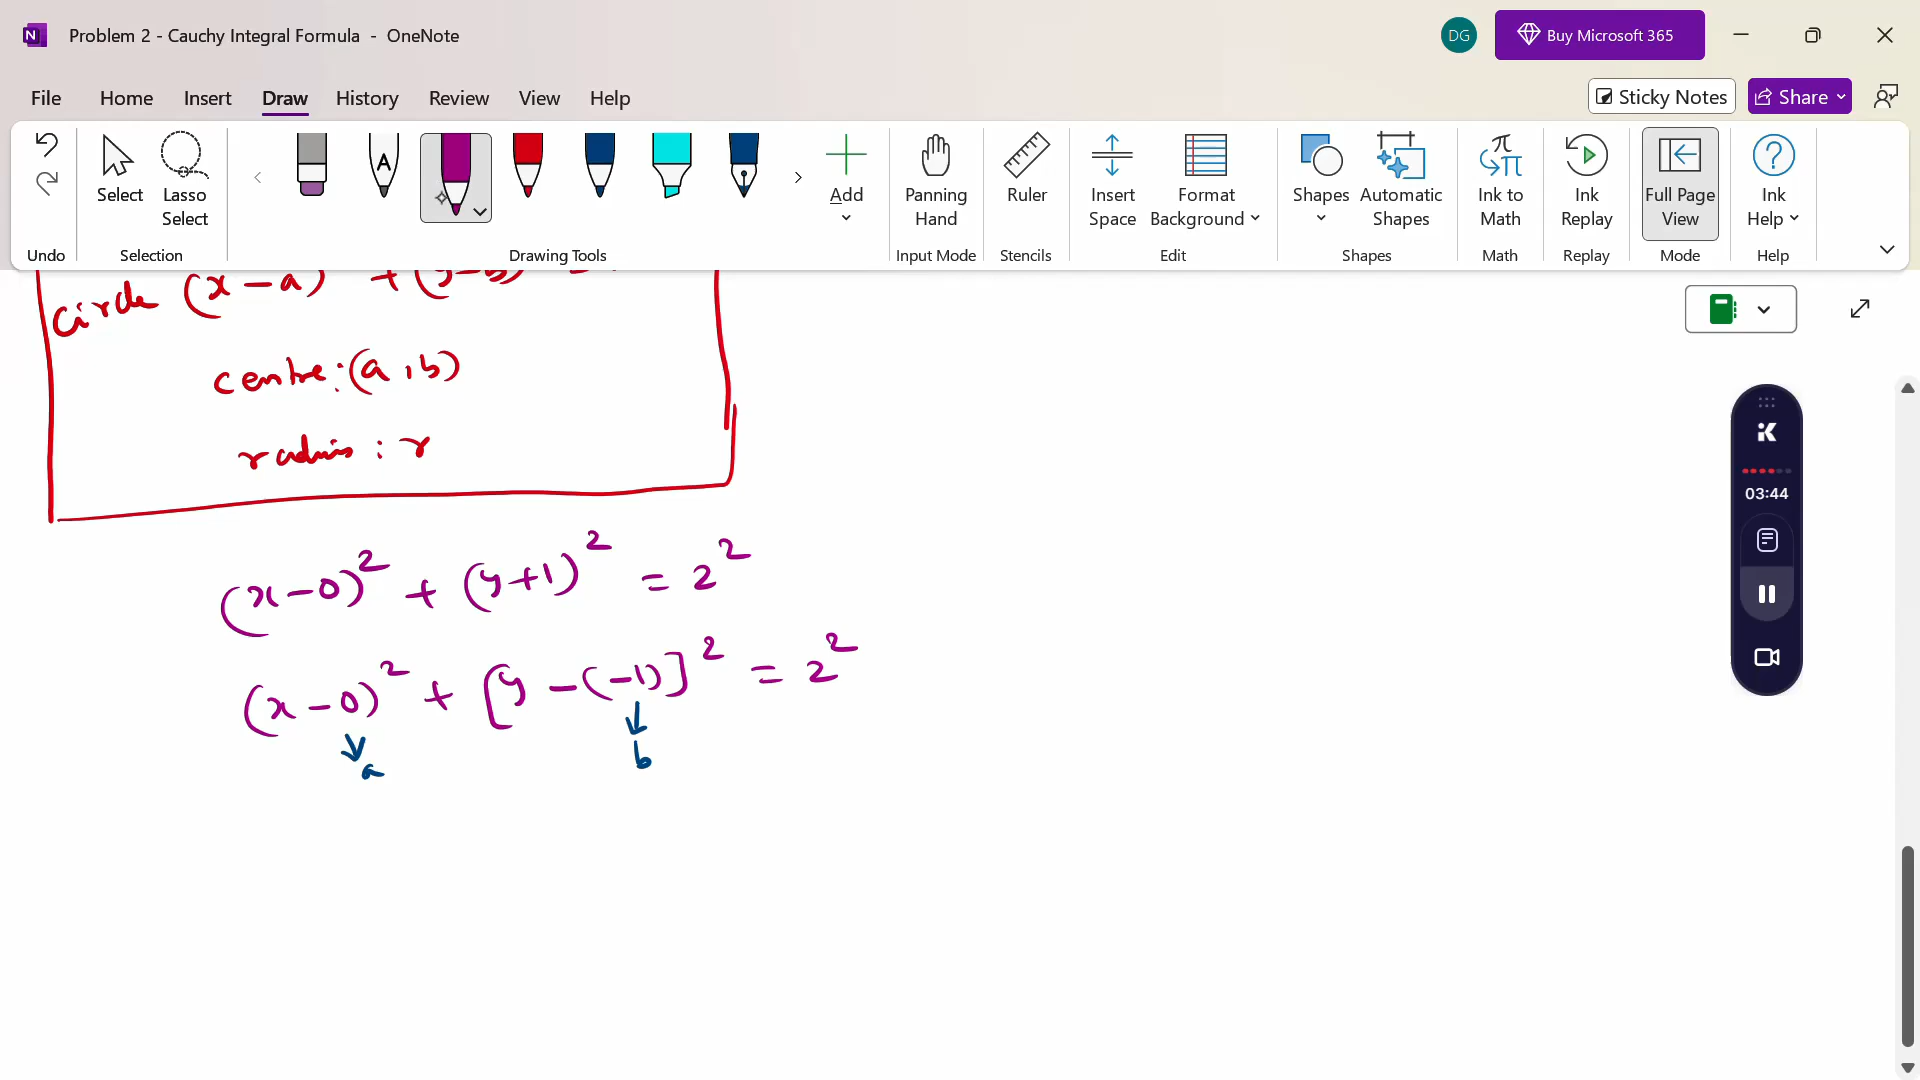 Problem 2 - Cauchy Integral Formula - OneNote
DG
Buy Microsoft 365
File Home Insert Draw History Review View Help
Sticky Notes
Share
Select
Lasso Select
A
Add
Panning Hand
Ruler
Insert Space
Format Background
Shapes
Automatic Shapes
Ink to Math
Ink Replay
Full Page View
Ink Help
Undo
Selection
Drawing Tools
Input Mode
Stencils
Edit
Shapes
Math
Replay
Mode
Help
Circle (x-a) + (y-b)
centre: (a, b)
radius : r
(x-0)² + (y+1)² = 2²
(x-0)² + [y-(-1)]² = 2²
a b
03:44